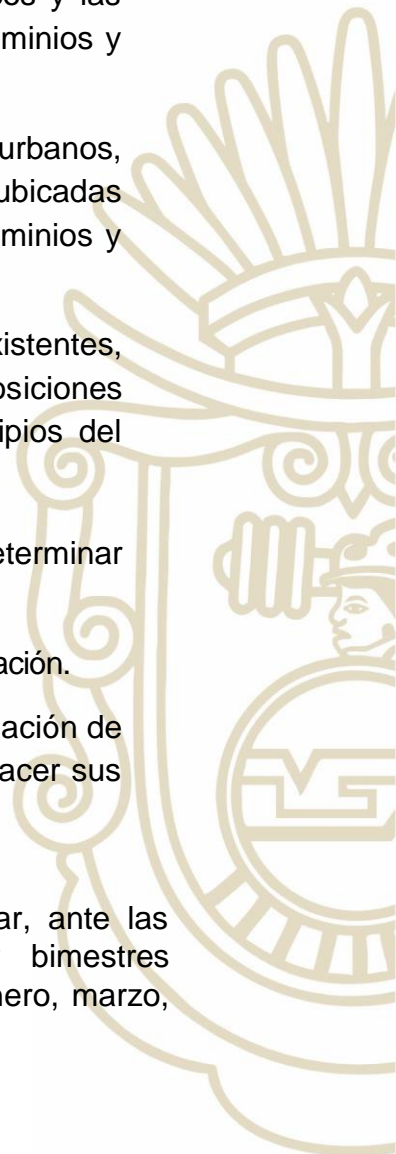 las
minios y
urbanos,
ubicadas
minios y
xistentes,
osiciones
ipios del
eterminar
ación.
ación de
acer sus
ar, ante las
bimestres
nero, marzo,